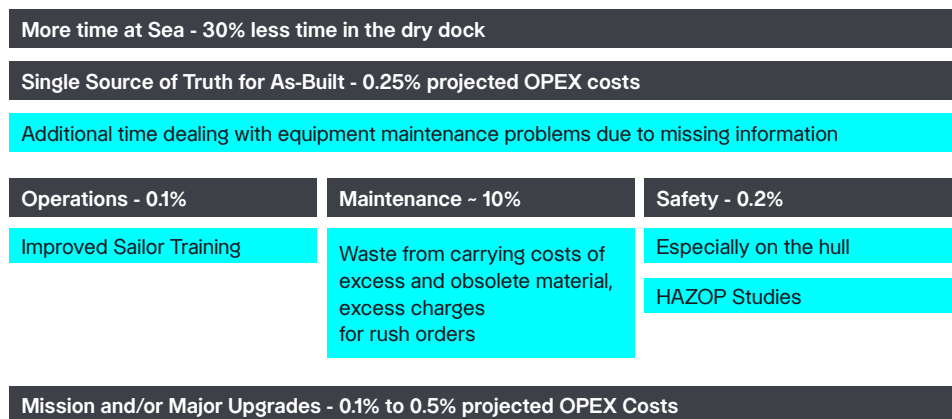 More time at Sea - 30% less time in the dry dock
Single Source of Truth for As-Built - 0.25% projected OPEX costs
Additional time dealing with equipment maintenance problems due to missing information
Operations - 0.1%
Improved Sailor Training
Maintenance ~ 10%
Waste from carrying costs of
excess and obsolete material,
excess charges
for rush orders
Safety - 0.2%
Especially on the hull
HAZOP Studies
Mission and/or Major Upgrades - 0.1% to 0.5% projected OPEX Costs